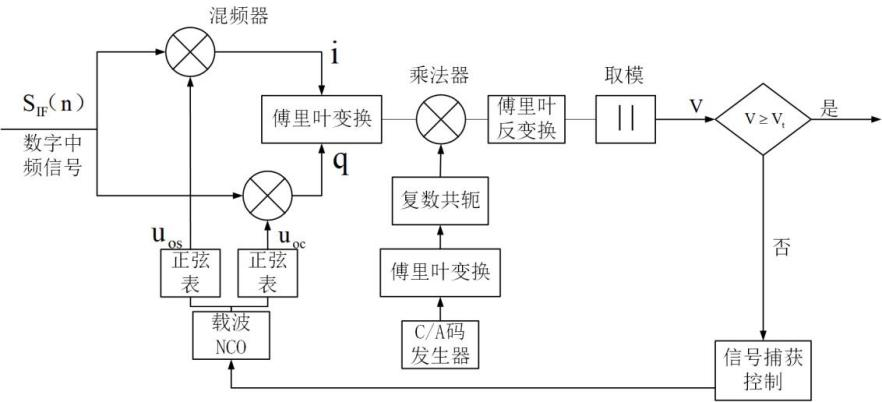 混频器
i
乘法器
取模
S_IF(n)
数字中
频信号
傅里叶变换
傅里叶
反变换
||
V
V ≥ V_t
是
q
复数共轭
u_os
u_oc
正弦
表
正弦
表
傅里叶变换
否
载波
NCO
C/A码
发生器
信号捕获
控制